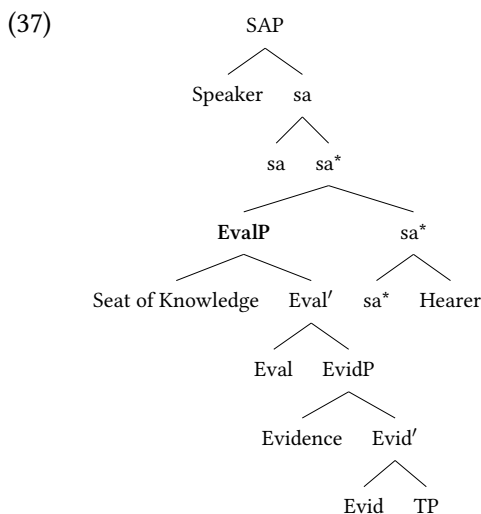 (37) SAP
Speaker sa
sa sa*
EvalP sa*
Seat of Knowledge Eval′ sa* Hearer
Eval EvidP
Evidence Evid′
Evid TP